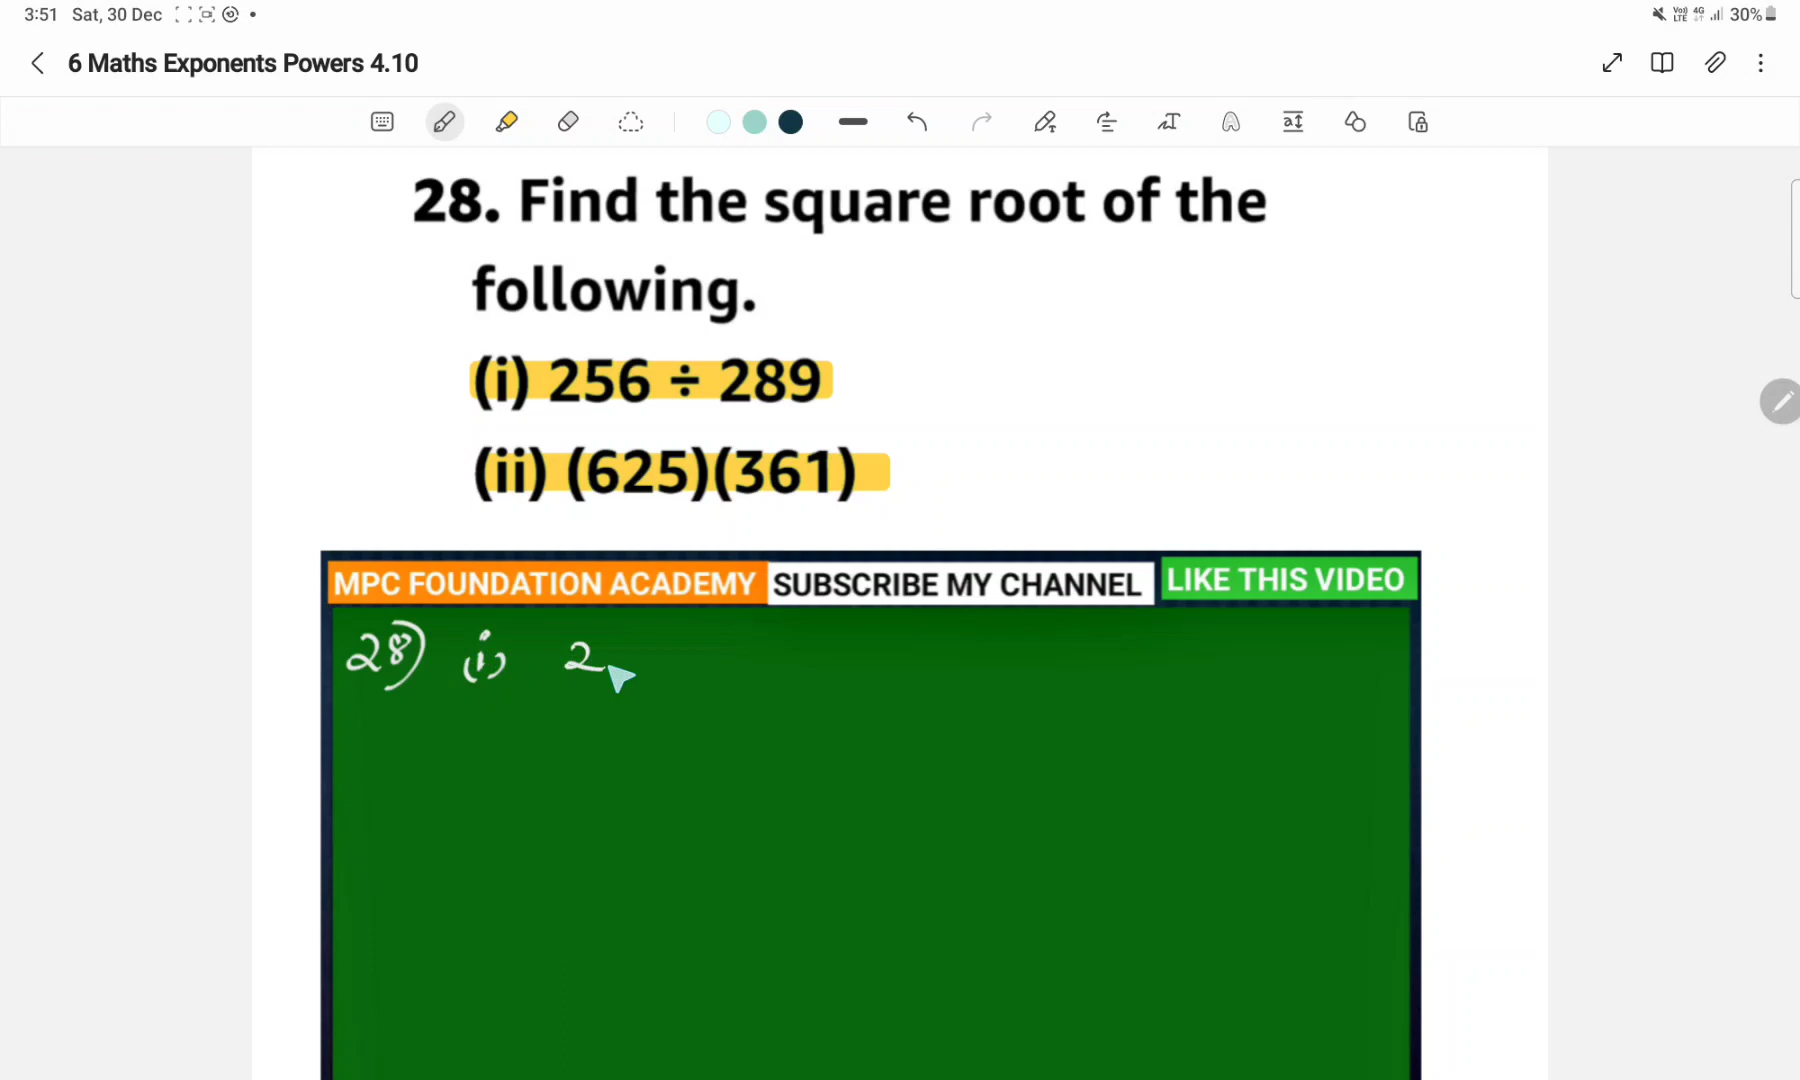 3:51 Sat, 30 Dec 30%
6 Maths Exponents Powers 4.10
28. Find the square root of the
following.
(i) 256 ÷ 289
(ii) (625)(361)
MPC FOUNDATION ACADEMY SUBSCRIBE MY CHANNEL LIKE THIS VIDEO
28) (i) 2